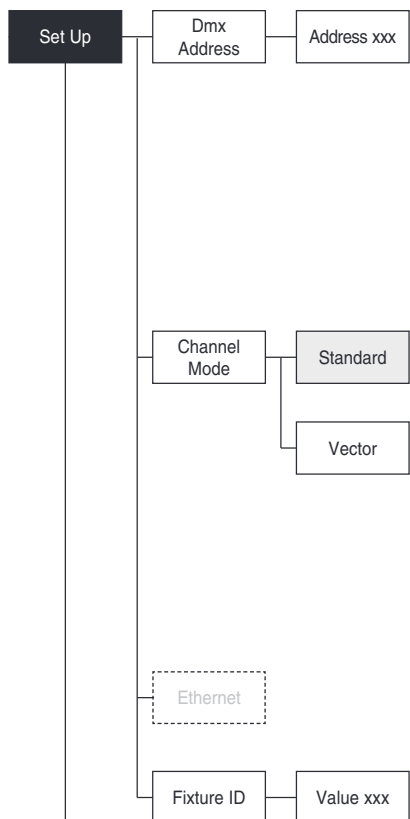 Set Up
Dmx
Address
Address xxx
Channel
Mode
Standard
Vector
Ethernet
Fixture ID
Value xxx